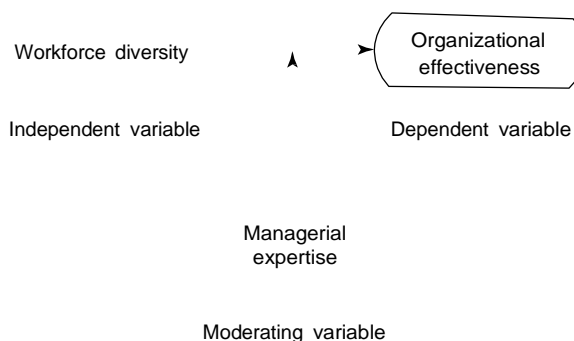 Workforce diversity
Organizational
effectiveness
Independent variable
Dependent variable
Managerial
expertise
Moderating variable